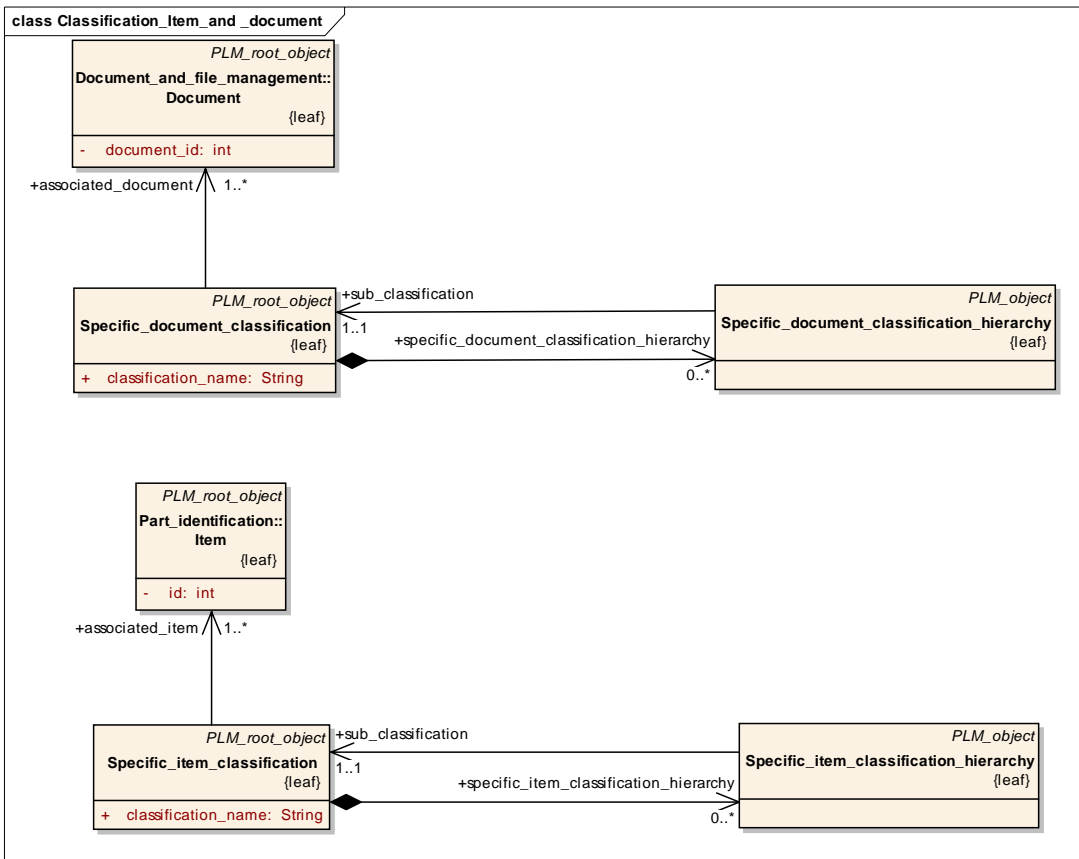 class Classification_Item_and _document
PLM_root_object
Document_and_file_management::
Document
{leaf}
- document_id: int
+associated_document 1..*
PLM_root_object
Specific_document_classification
{leaf}
+ classification_name: String
+sub_classification
1..1
+specific_document_classification_hierarchy
0..*
PLM_object
Specific_document_classification_hierarchy
{leaf}
PLM_root_object
Part_identification::
Item
{leaf}
- id: int
+associated_item 1..*
PLM_root_object
Specific_item_classification
{leaf}
+ classification_name: String
+sub_classification
1..1
+specific_item_classification_hierarchy
0..*
PLM_object
Specific_item_classification_hierarchy
{leaf}